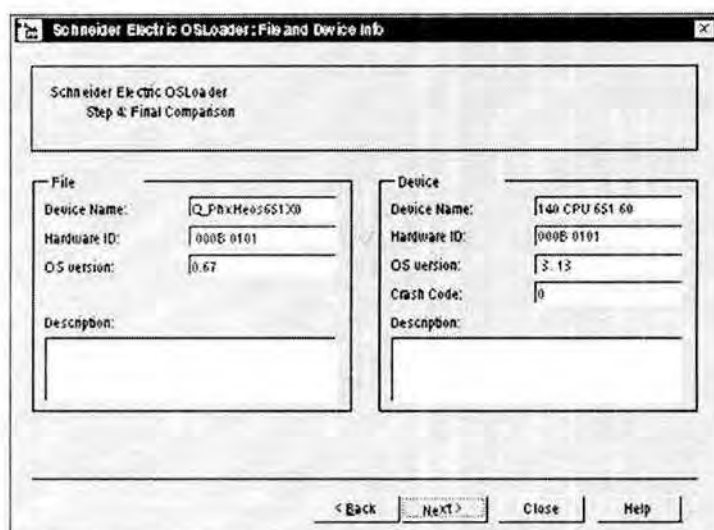 Schneider Electric OSLoader: File and Device Info
Schneider Electric OSLoader
Step 4: Final Comparison
File
Device Name: Q_PhxHeos651X0
Hardware ID: 000B 0101
OS version: 0.67
Description:
Device
Device Name: 140 CPU 651 60
Hardware ID: 000B 0101
OS version: 3.13
Crash Code: 0
Description:
< Back
Next >
Close
Help